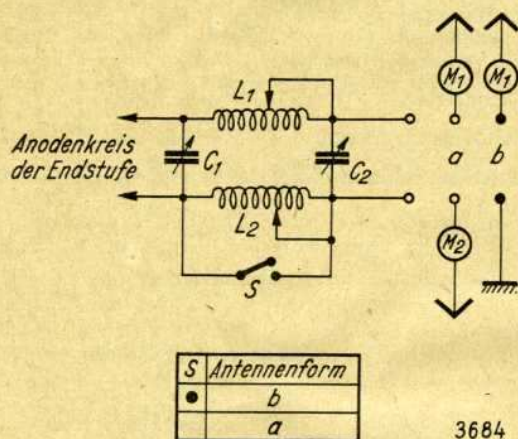 M1
M1
L1
Anodenkreis
der Endstufe
C1
C2
a
b
L2
M2
S
S Antennenform
b
a
3684